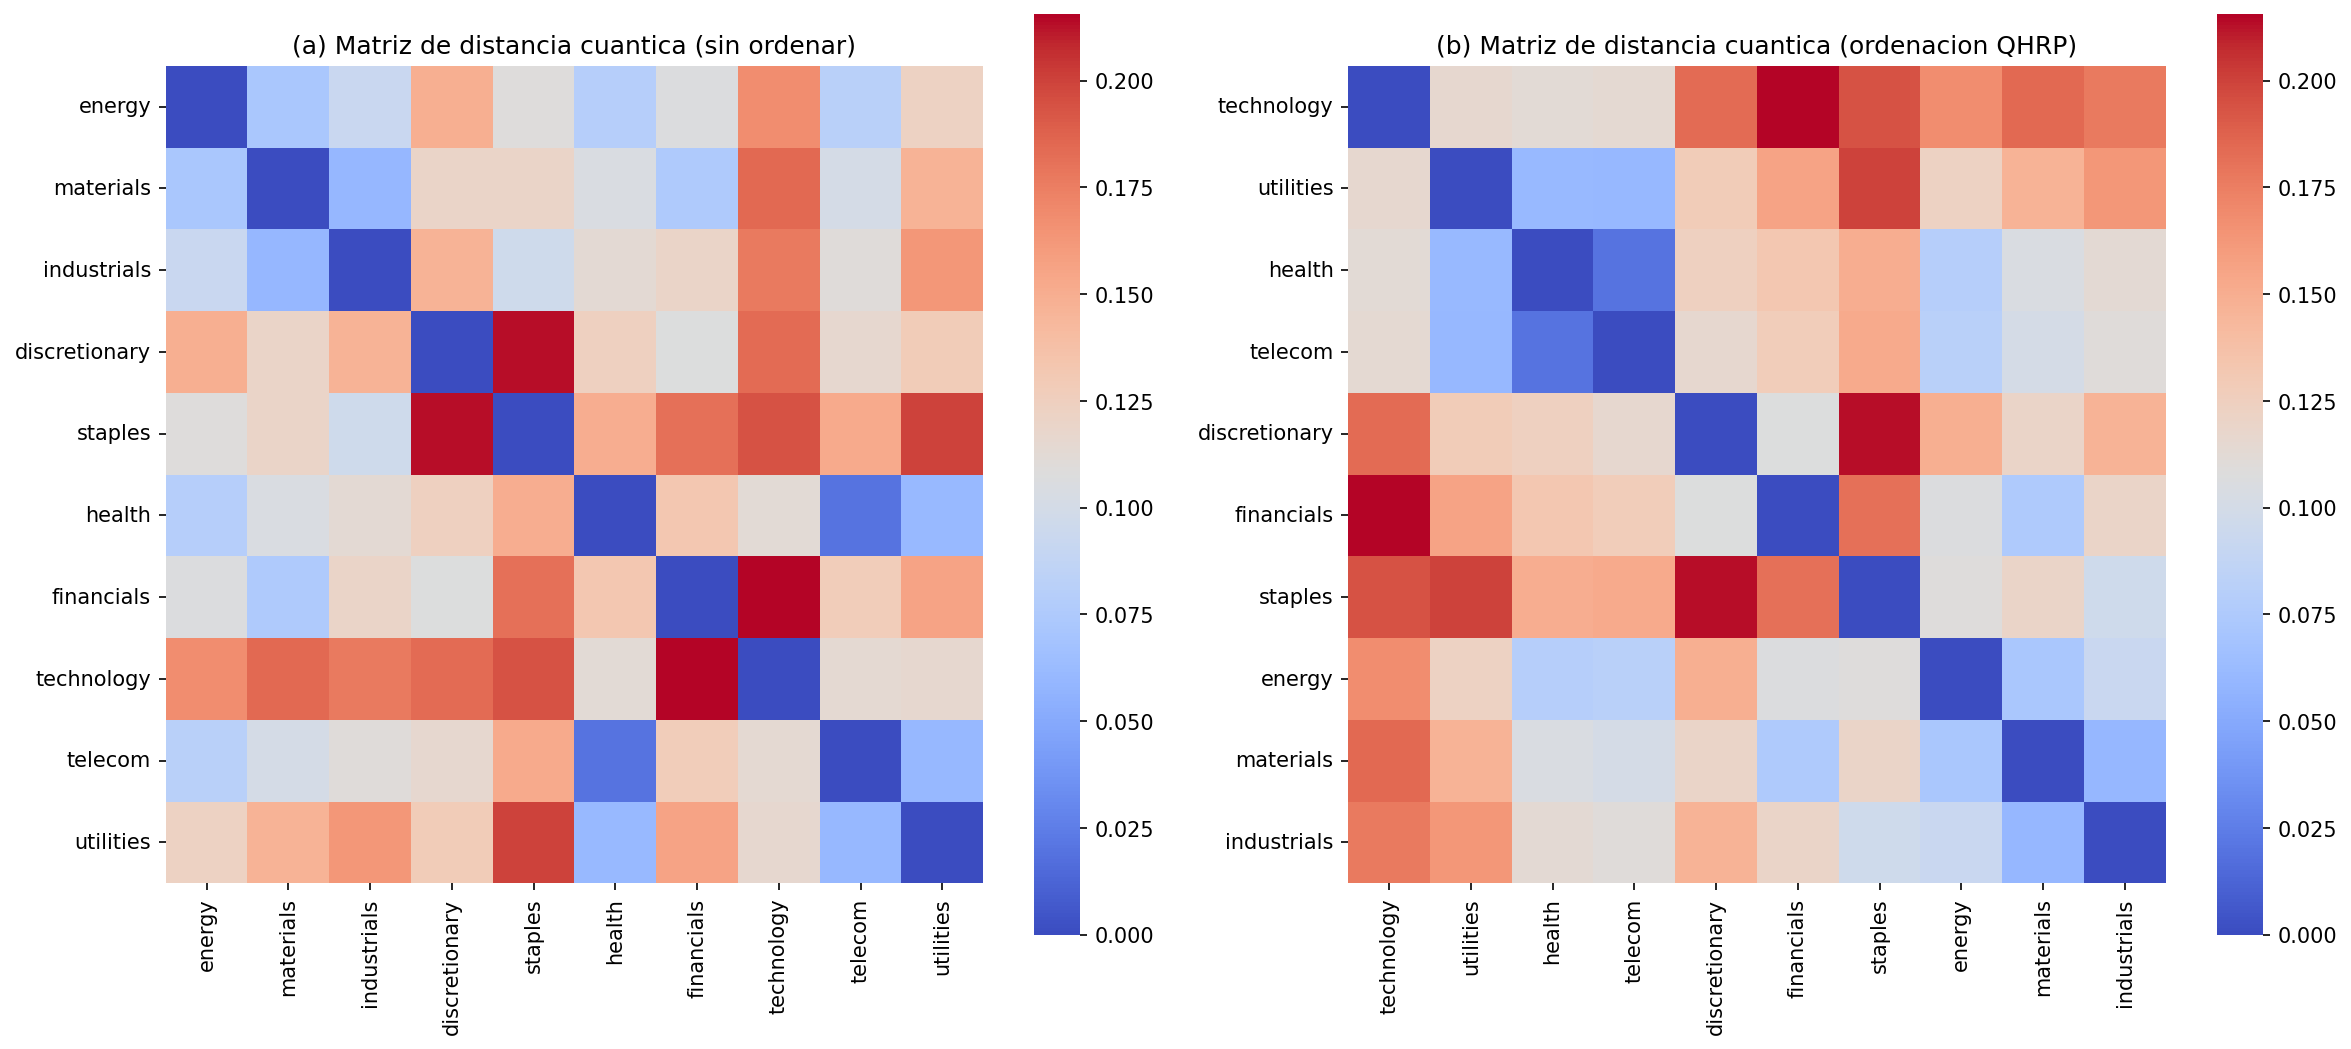 (a) Matriz de distancia cuantica (sin ordenar)
energy
materials
industrials
discretionary
staples
health
financials
technology
telecom
utilities
energy
materials
industrials
discretionary
staples
health
financials
technology
telecom
utilities
0.200
0.175
0.150
0.125
0.100
0.075
0.050
0.025
0.000
(b) Matriz de distancia cuantica (ordenacion QHRP)
technology
utilities
health
telecom
discretionary
financials
staples
energy
materials
industrials
technology
utilities
health
telecom
discretionary
financials
staples
energy
materials
industrials
0.200
0.175
0.150
0.125
0.100
0.075
0.050
0.025
0.000